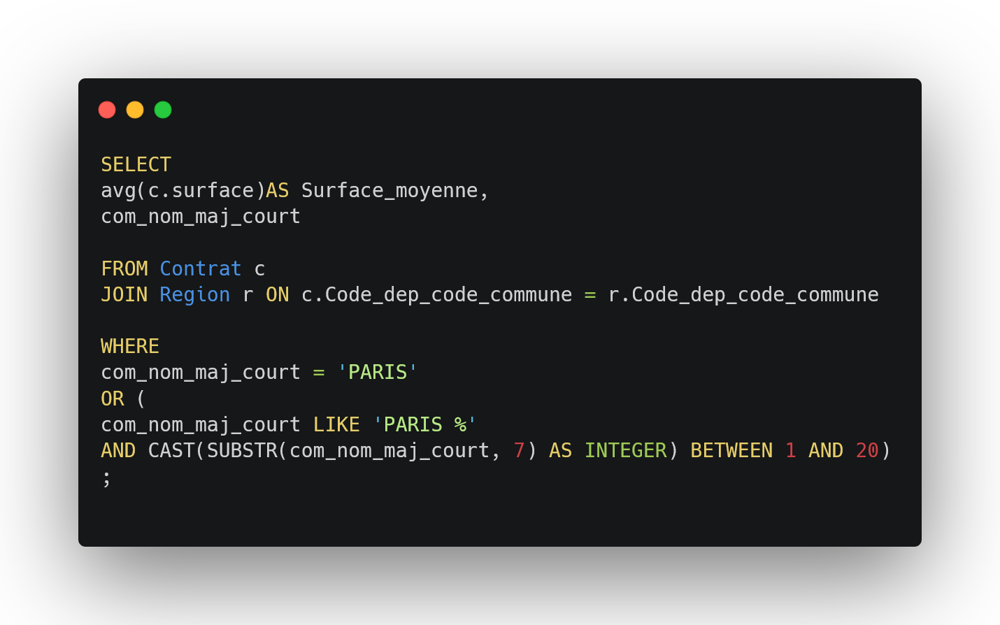 SELECT
avg(c.surface)AS Surface_moyenne,
com_nom_maj_court
FROM Contrat c
JOIN Region r ON c.Code_dep_code_commune = r.Code_dep_code_commune
WHERE
com_nom_maj_court = 'PARIS'
OR (
com_nom_maj_court LIKE 'PARIS %'
AND CAST(SUBSTR(com_nom_maj_court, 7) AS INTEGER) BETWEEN 1 AND 20)
;